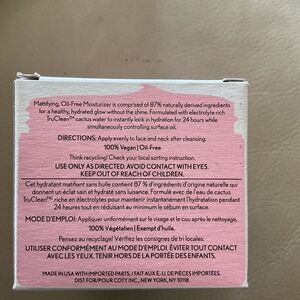 Mattifying, Oil-Free Moisturizer is comprised of 87% naturally derived ingredients
for a healthy, hydrated glow without the shine. Formulated with electrolyte rich
TruClean™ cactus water to instantly lock in hydration for 24 hours while
simultaneously controlling surface oil.
DIRECTIONS: Apply evenly to face and neck after cleansing.
100% Vegan | Oil-Free
Think recycling! Check your local sorting instruction.
USE ONLY AS DIRECTED. AVOID CONTACT WITH EYES.
KEEP OUT OF REACH OF CHILDREN.
Cet hydratant matifiant sans huile contient 87 % d'ingrédients d'origine naturelle qui
donnent un éclat sain et hydraté sans luisance. Formulé avec de l'eau de cactus
TruClean™ riche en électrolytes pour maintenir instantanément l'hydratation pendant
24 heures tout en réduisant au minimum le sébum en surface.
MODE D'EMPLOI: Appliquer uniformément sur le visage et le cou après le nettoyage.
100% Végétalien | Exempt d'huile.
Pensez au recyclage! Vérifiez les consignes de tri locales.
UTILISER CONFORMÉMENT AU MODE D'EMPLOI. ÉVITER TOUT CONTACT
AVEC LES YEUX. TENIR HORS DE LA PORTÉE DES ENFANTS.
MADE IN USA WITH IMPORTED PARTS / FAIT AUX É.-U. DE PIÈCES IMPORTÉES.
DIST. FOR/POUR COTY, NEW YORK, NY 10118